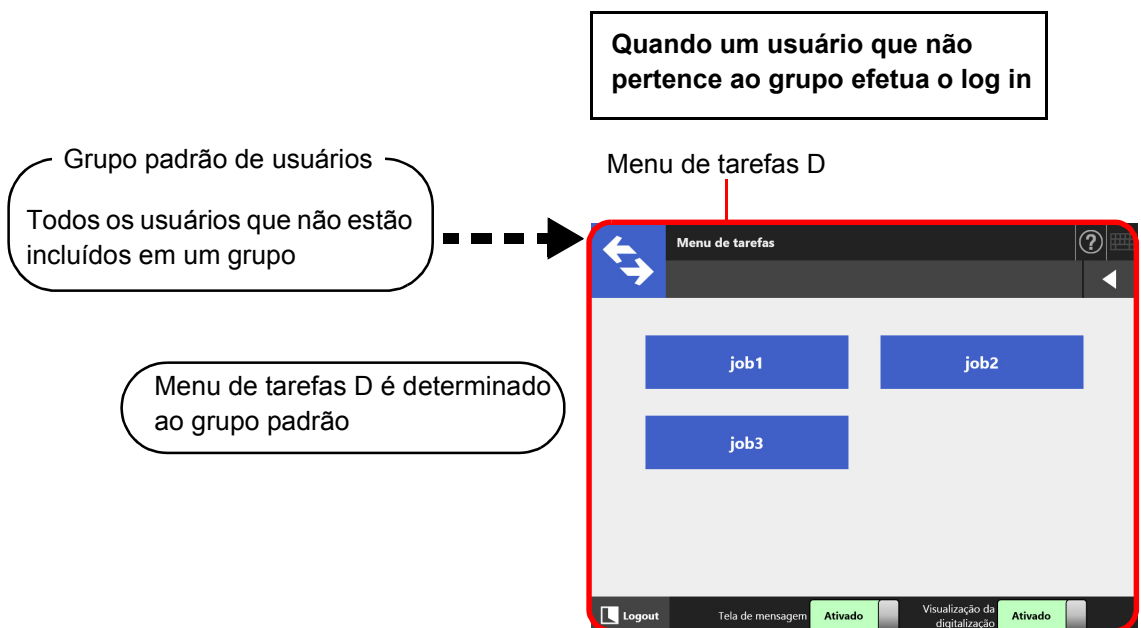 Quando um usuário que não
pertence ao grupo efetua o log in
Grupo padrão de usuários
Todos os usuários que não estão
incluídos em um grupo
Menu de tarefas D
Menu de tarefas
?
job1
job2
job3
Menu de tarefas D é determinado
ao grupo padrão
Logout
Tela de mensagem
Ativado
Visualização da
digitalização
Ativado